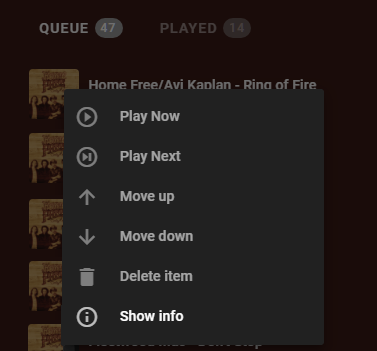 QUEUE 47 PLAYED 14
Home Free/Avi Kaplan - Ring of Fire
Play Now
Play Next
Move up
Move down
Delete item
Show info